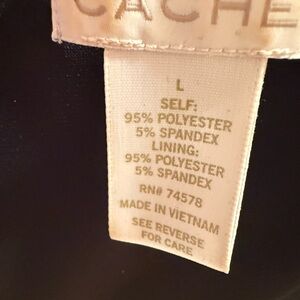 CACHE
L
SELF:
95% POLYESTER
5% SPANDEX
LINING:
95% POLYESTER
5% SPANDEX
RN# 74578
MADE IN VIETNAM
SEE REVERSE
FOR CARE